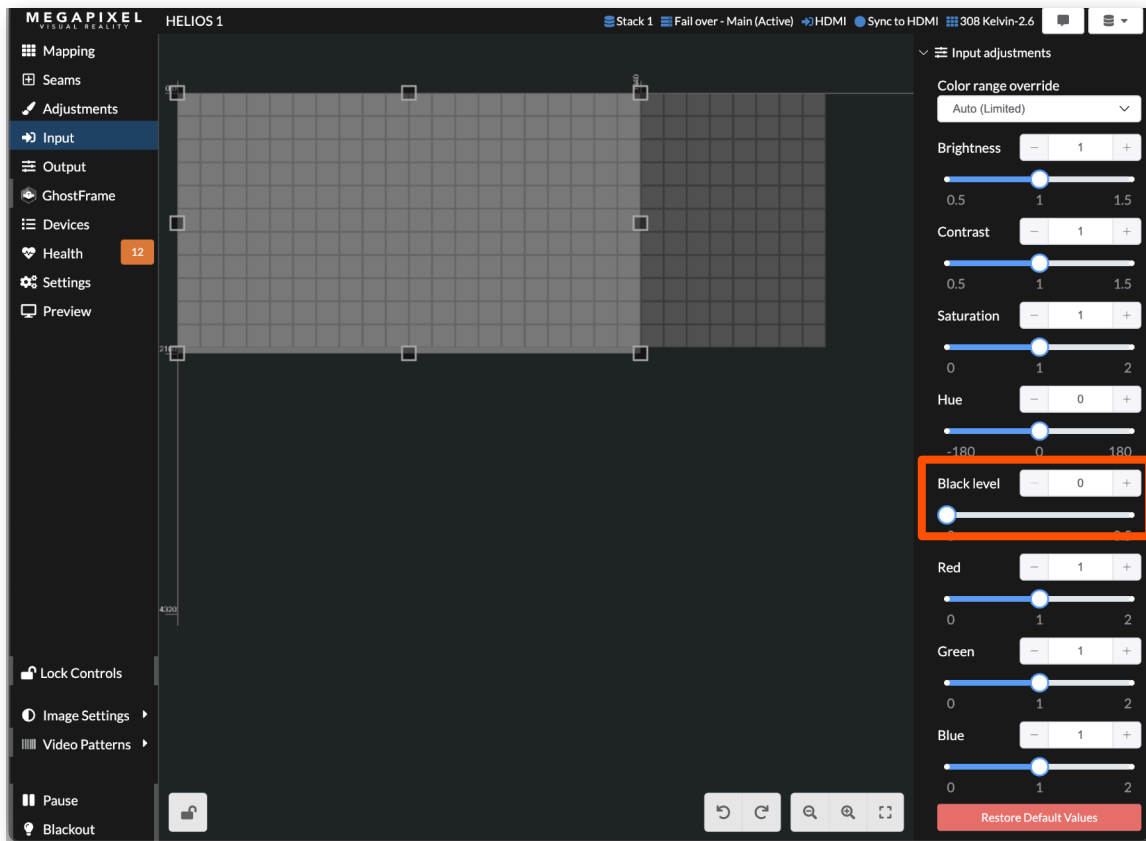 MEGAPIXEL
VISUAL REALITY
HELIOS 1
Stack 1 Fail over - Main (Active) HDMI Sync to HDMI 308 Kelvin-2.6
Mapping
Seams
Adjustments
Input
Output
GhostFrame
Devices
Health 12
Settings
Preview
Lock Controls
Image Settings
Video Patterns
Pause
Blackout
2160
4320
Input adjustments
Color range override
Auto (Limited)
Brightness − 1 +
0.5 1 1.5
Contrast − 1 +
0.5 1 1.5
Saturation − 1 +
0 1 2
Hue − 0 +
-180 0 180
Black level − 0 +
0 0.5
Red − 1 +
0 1 2
Green − 1 +
0 1 2
Blue − 1 +
0 1 2
Restore Default Values